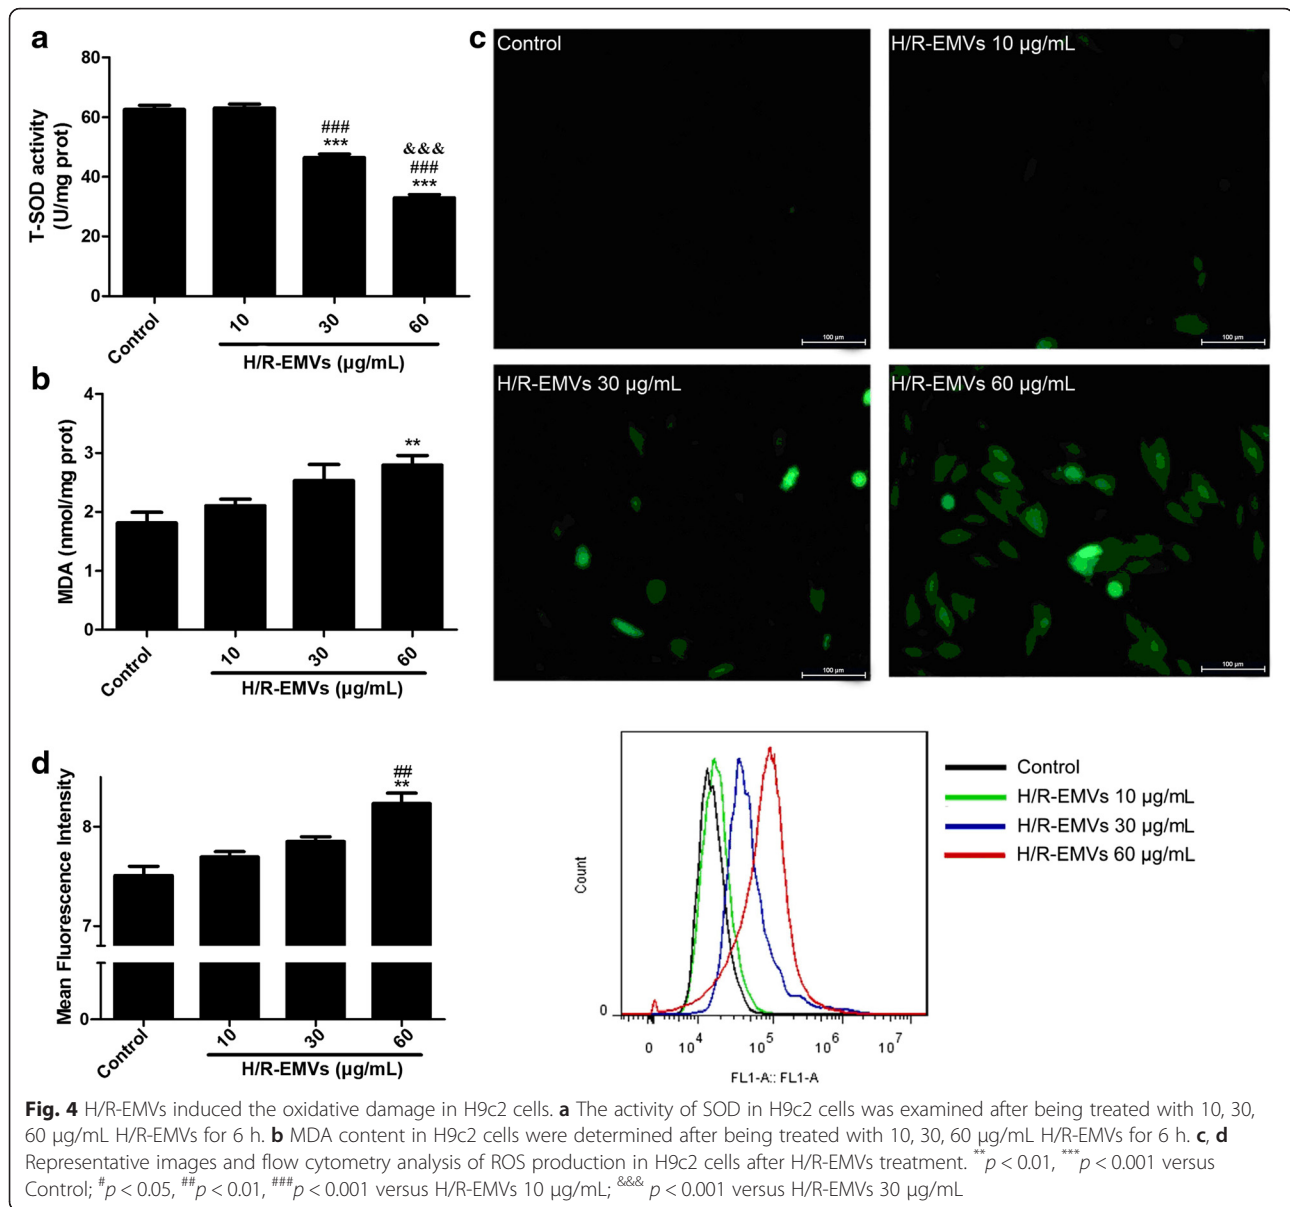 a
80
60
40
20
0
T-SOD activity
(U/mg prot)
###
***
&&&
###
***
Control
10
30
60
H/R-EMVs (µg/mL)
b
4
3
2
1
0
MDA (nmol/mg prot)
**
Control
10
30
60
H/R-EMVs (µg/mL)
c
Control
100 µm
H/R-EMVs 10 µg/mL
100 µm
H/R-EMVs 30 µg/mL
100 µm
H/R-EMVs 60 µg/mL
100 µm
d
Mean Fluorescence Intensity
8
7
0
##
**
Control
10
30
60
H/R-EMVs (µg/mL)
Count
0
0
10^4
10^5
10^6
10^7
FL1-A:: FL1-A
Control
H/R-EMVs 10 µg/mL
H/R-EMVs 30 µg/mL
H/R-EMVs 60 µg/mL
Fig. 4 H/R-EMVs induced the oxidative damage in H9c2 cells. a The activity of SOD in H9c2 cells was examined after being treated with 10, 30,
60 µg/mL H/R-EMVs for 6 h. b MDA content in H9c2 cells were determined after being treated with 10, 30, 60 µg/mL H/R-EMVs for 6 h. c, d
Representative images and flow cytometry analysis of ROS production in H9c2 cells after H/R-EMVs treatment. **p < 0.01, ***p < 0.001 versus
Control; #p < 0.05, ##p < 0.01, ###p < 0.001 versus H/R-EMVs 10 µg/mL; &&& p < 0.001 versus H/R-EMVs 30 µg/mL